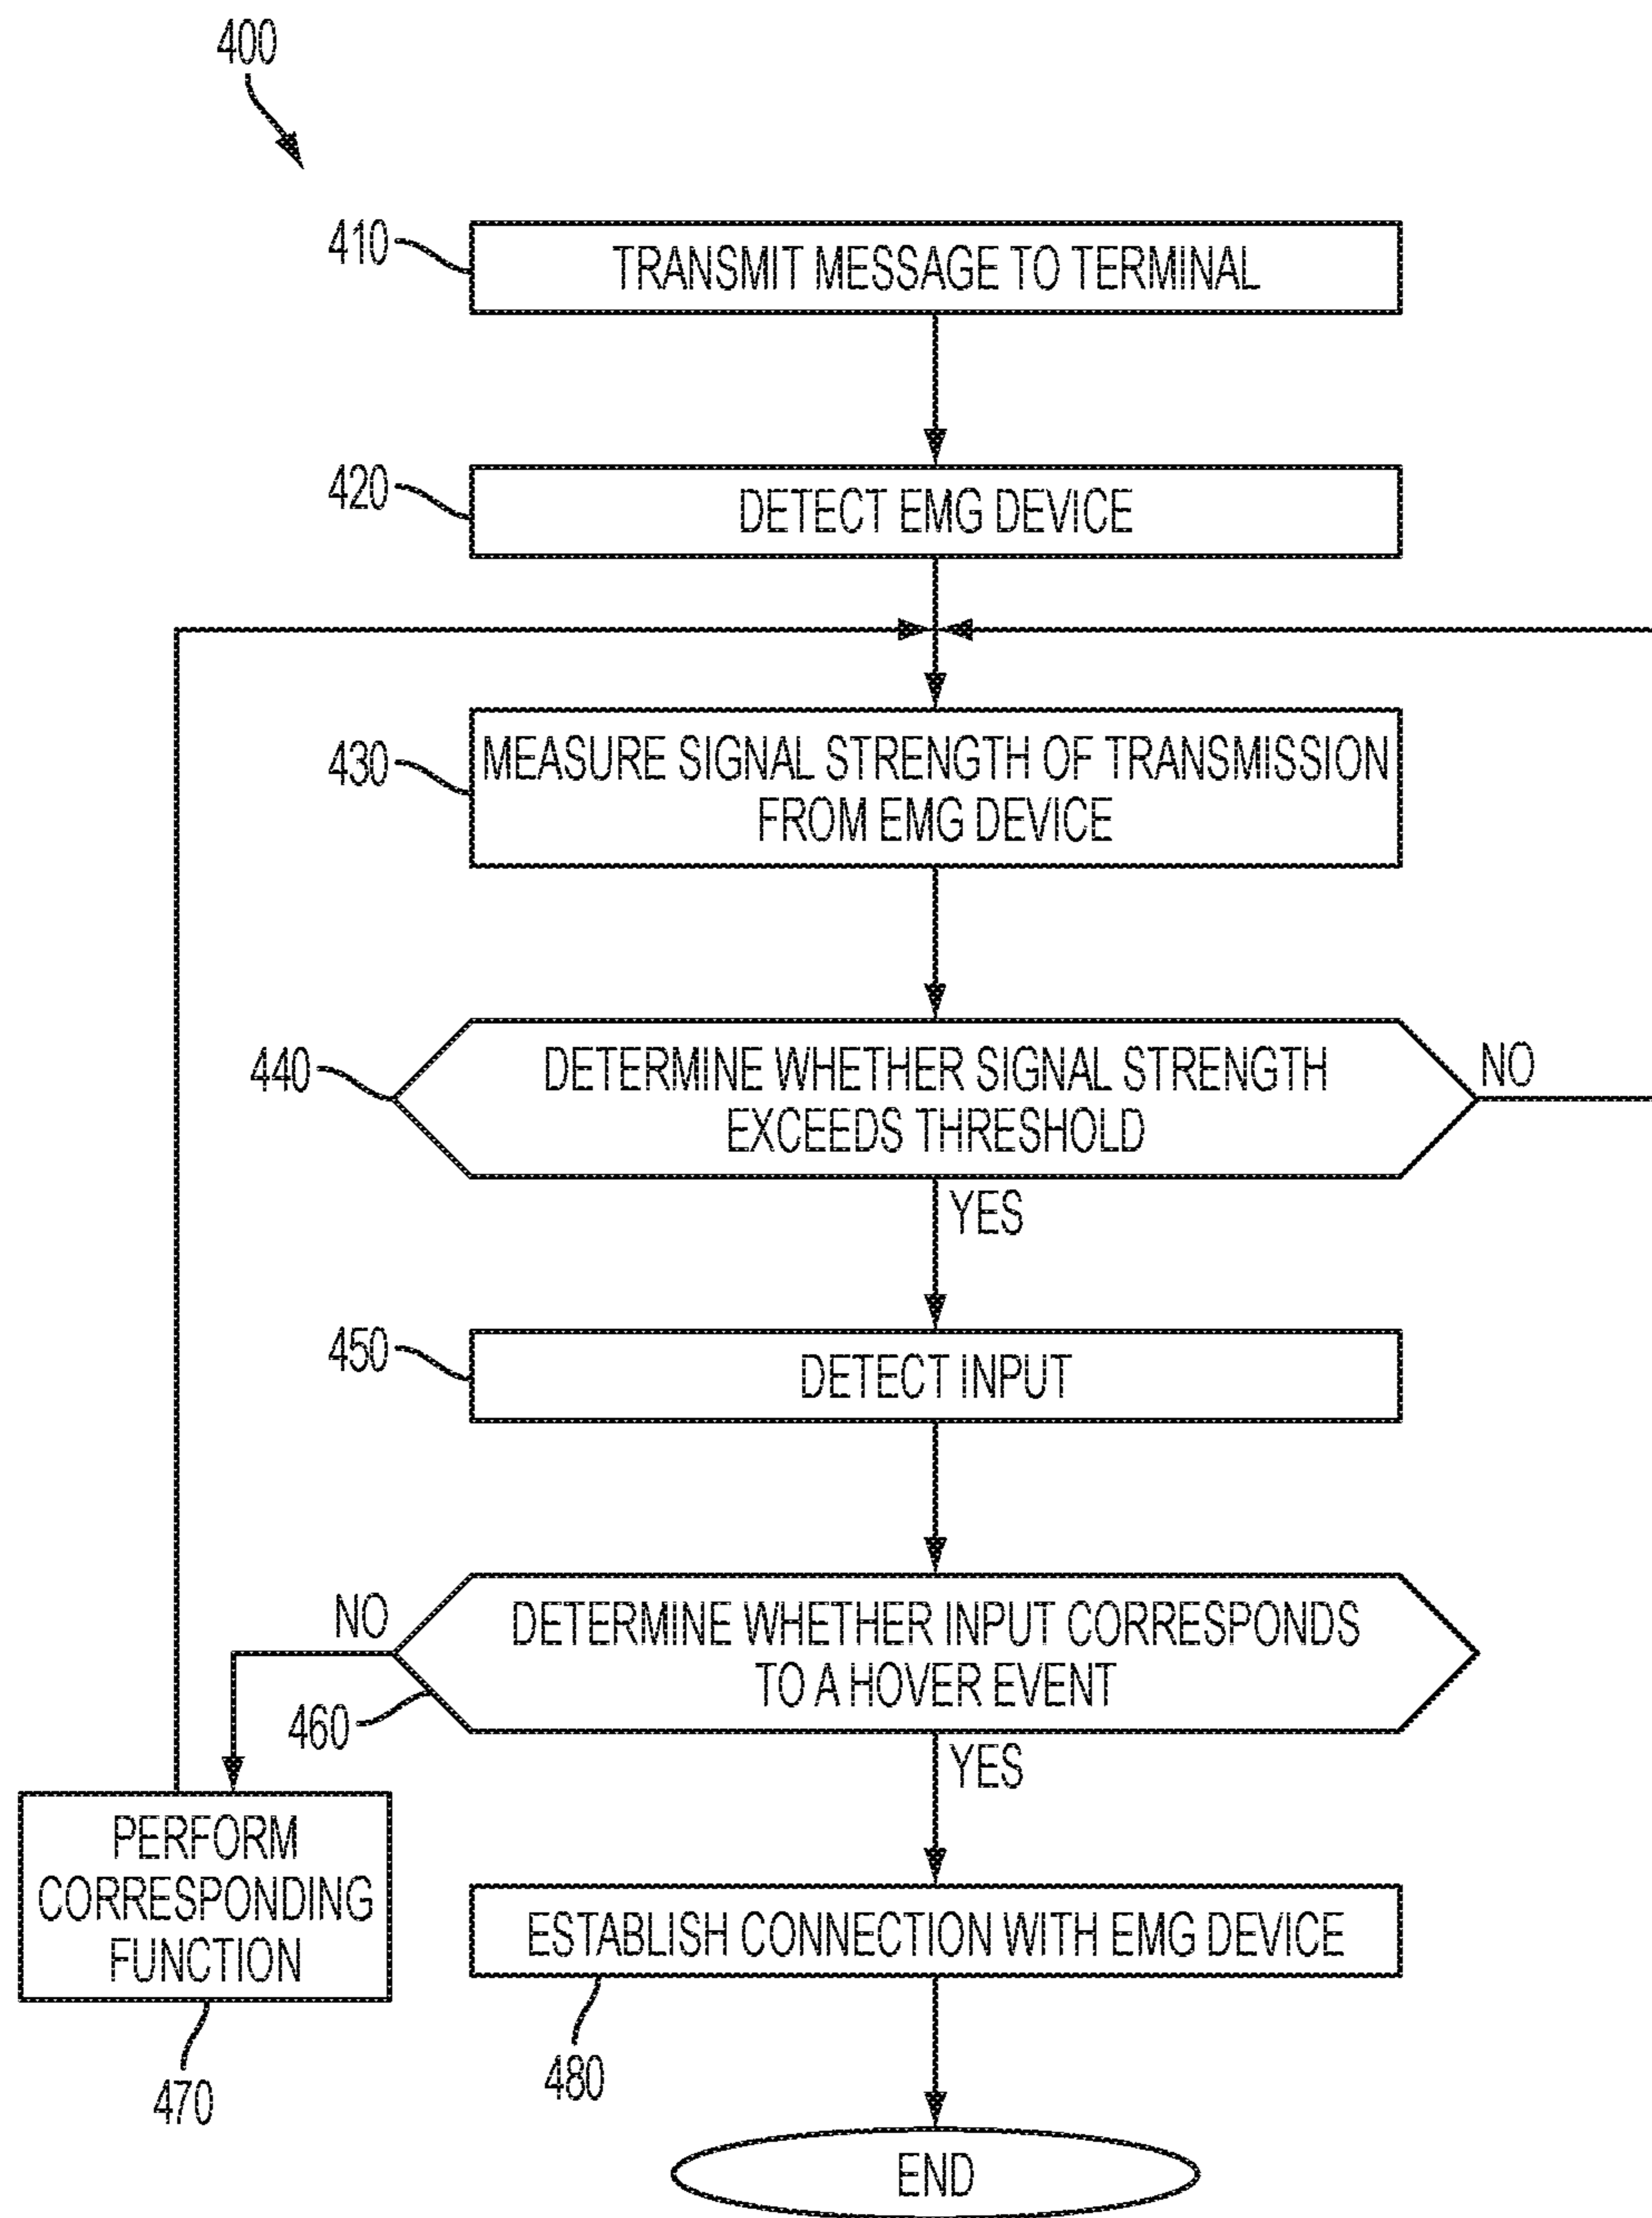 400
410
TRANSMIT MESSAGE TO TERMINAL
420
DETECT EMG DEVICE
430
MEASURE SIGNAL STRENGTH OF TRANSMISSION
FROM EMG DEVICE
440
DETERMINE WHETHER SIGNAL STRENGTH
EXCEEDS THRESHOLD
NO
YES
450
DETECT INPUT
NO
DETERMINE WHETHER INPUT CORRESPONDS
TO A HOVER EVENT
460
YES
PERFORM
CORRESPONDING
FUNCTION
470
ESTABLISH CONNECTION WITH EMG DEVICE
480
END